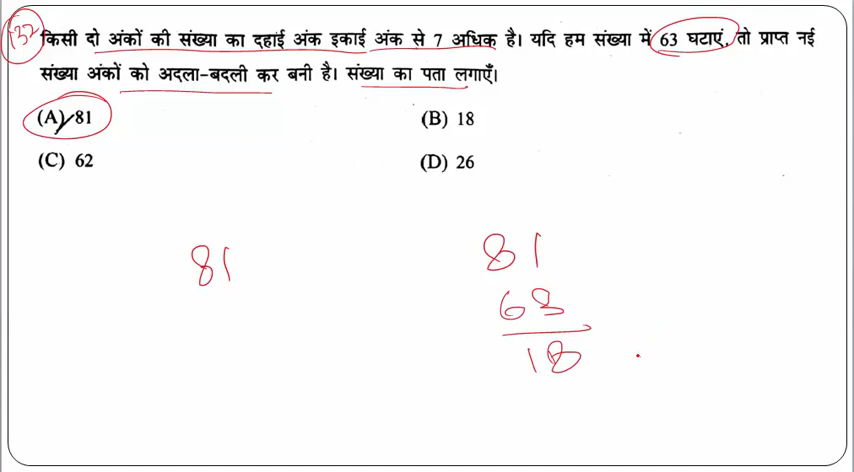 132 किसी दो अंकों की संख्या का दहाई अंक इकाई अंक से 7 अधिक है। यदि हम संख्या में 63 घटाएं, तो प्राप्त नई
संख्या अंकों को अदला-बदली कर बनी है। संख्या का पता लगाएँ।
(A) 81 (B) 18
(C) 62 (D) 26
81 81
63
18